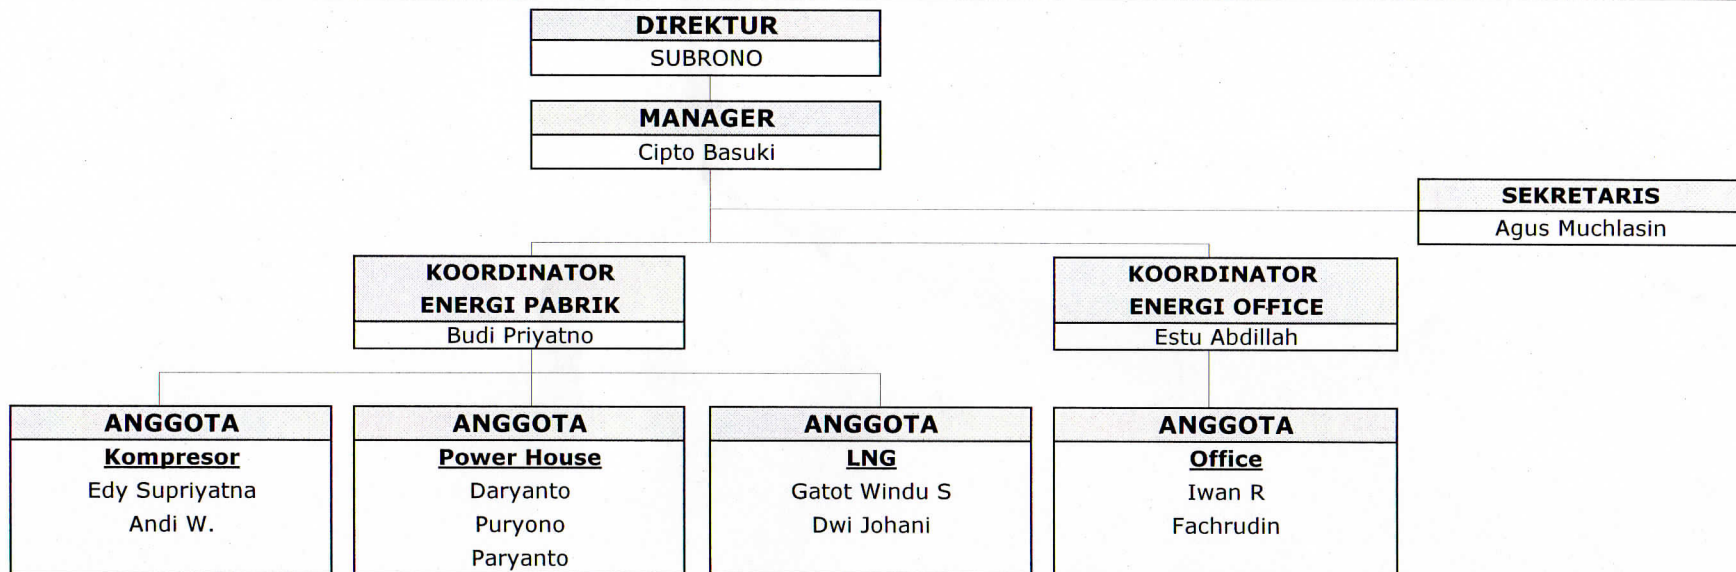 DIREKTUR
SUBRONO
MANAGER
Cipto Basuki
SEKRETARIS
Agus Muchlasin
KOORDINATOR
ENERGI PABRIK
Budi Priyatno
KOORDINATOR
ENERGI OFFICE
Estu Abdillah
ANGGOTA
Kompresor
Edy Supriyatna
Andi W.
ANGGOTA
Power House
Daryanto
Puryono
Paryanto
ANGGOTA
LNG
Gatot Windu S
Dwi Johani
ANGGOTA
Office
Iwan R
Fachrudin